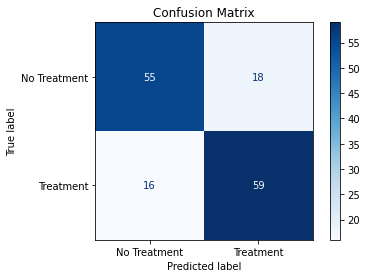 Confusion Matrix
No Treatment
55
18
Treatment
16
59
No Treatment
Treatment
True label
Predicted label
55
50
45
40
35
30
25
20